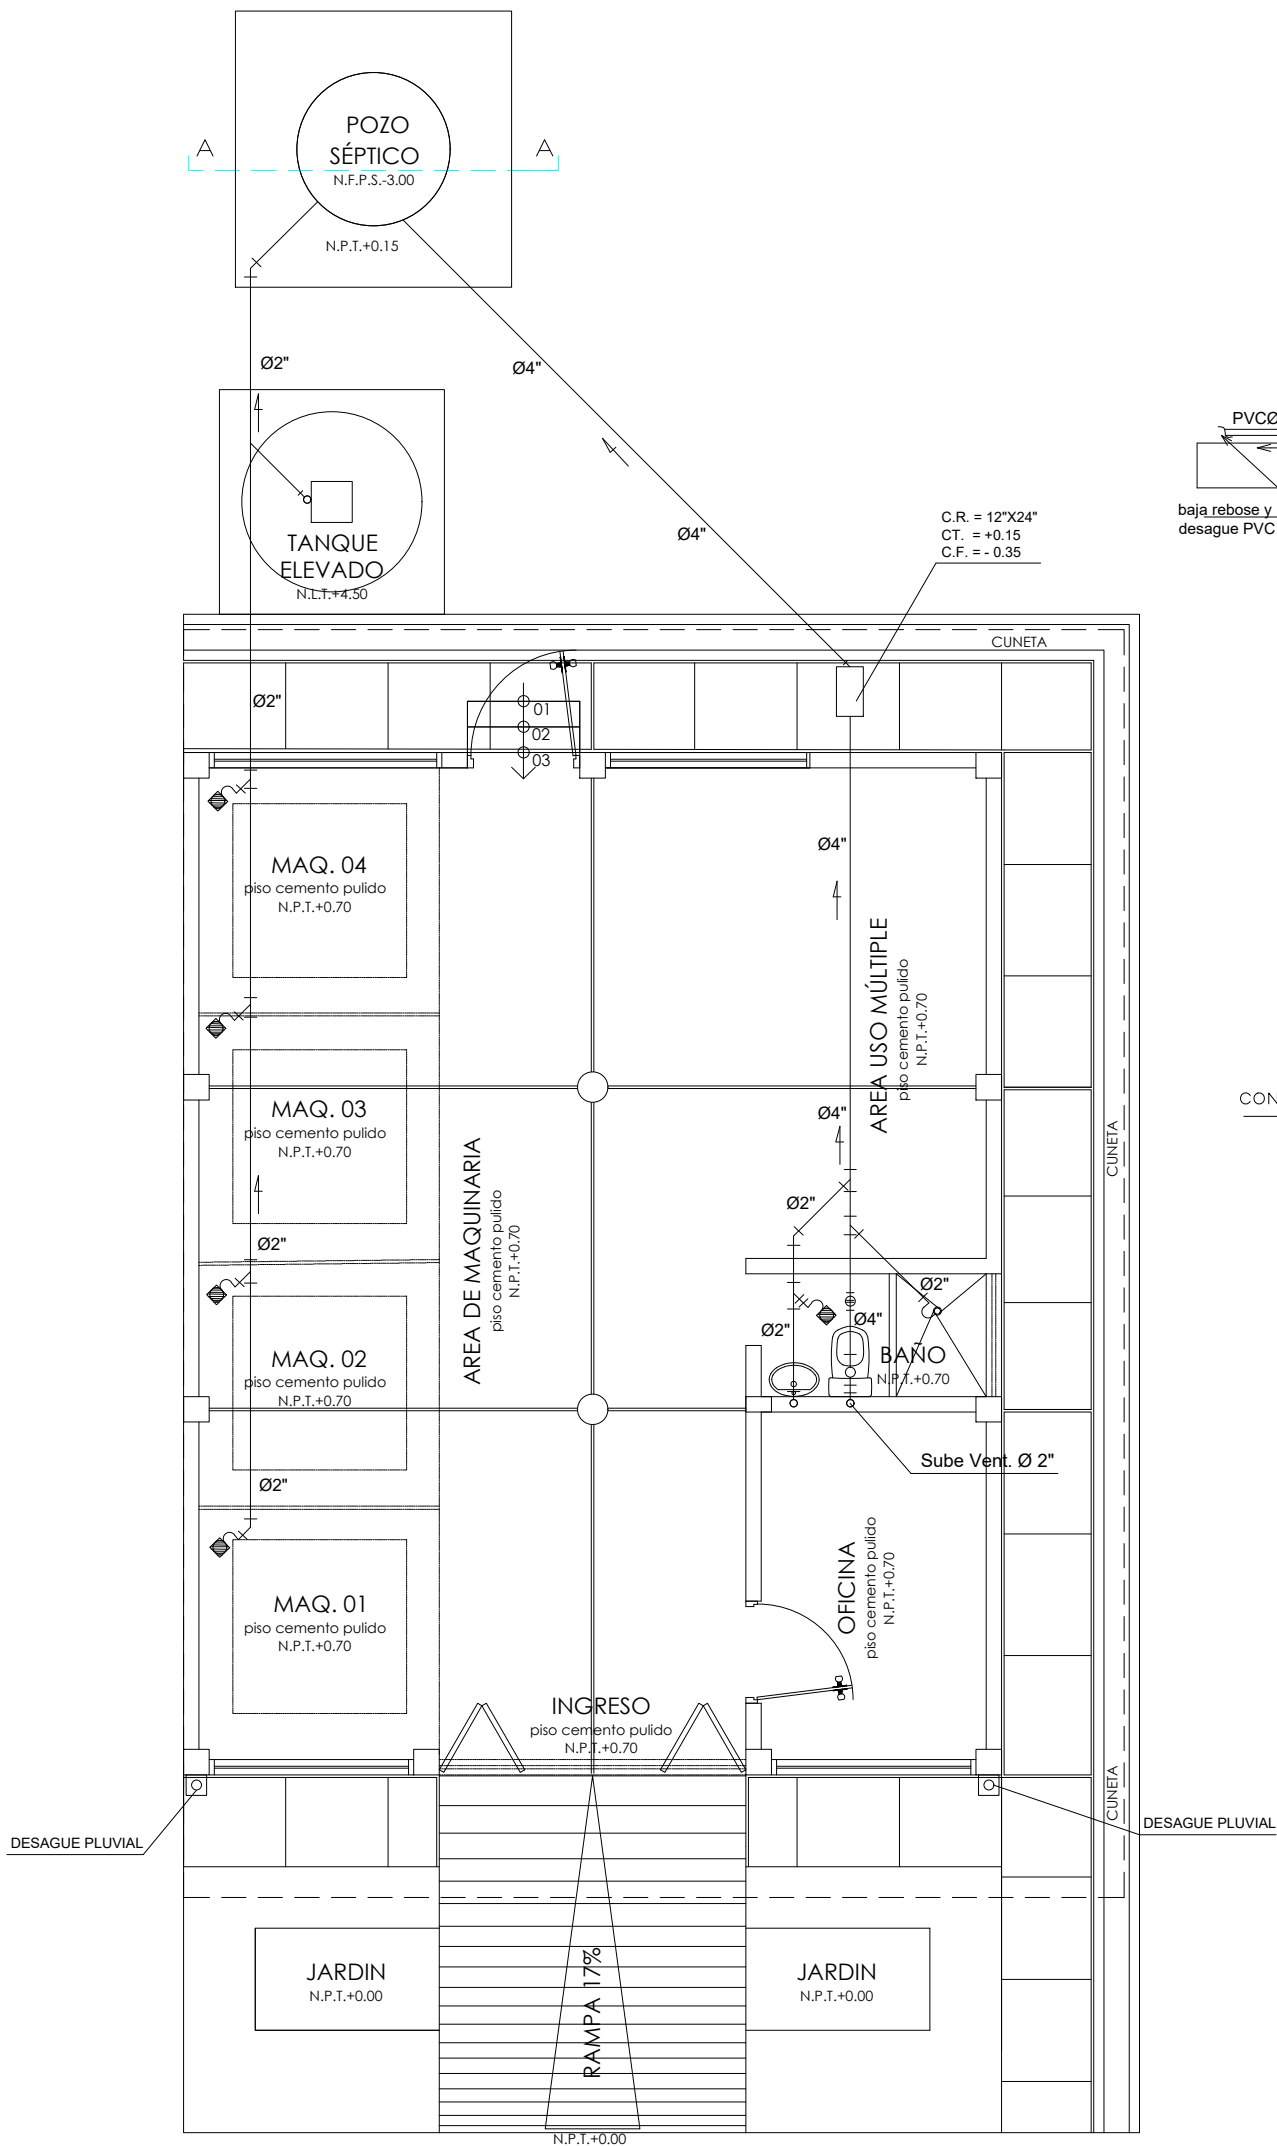 POZO
SÉPTICO
N.F.P.S.-3.00
A
A
N.P.T.+0.15
Ø2"
Ø4"
PVCØ
baja rebose y
desague PVC
C.R. = 12"X24"
CT. = +0.15
C.F. = - 0.35
Ø4"
TANQUE
ELEVADO
N.L.T.+4.50
CUNETA
Ø2"
01
02
03
MAQ. 04
piso cemento pulido
N.P.T.+0.70
Ø4"
AREA USO MÚLTIPLE
piso cemento pulido
N.P.T.+0.70
MAQ. 03
piso cemento pulido
N.P.T.+0.70
Ø4"
CON
CUNETA
AREA DE MAQUINARIA
piso cemento pulido
N.P.T.+0.70
Ø2"
Ø2"
Ø2"
Ø2"
Ø4"
BAÑO
N.P.T.+0.70
MAQ. 02
piso cemento pulido
N.P.T.+0.70
Sube Vent. Ø 2"
Ø2"
OFICINA
piso cemento pulido
N.P.T.+0.70
MAQ. 01
piso cemento pulido
N.P.T.+0.70
INGRESO
piso cemento pulido
N.P.T.+0.70
CUNETA
DESAGUE PLUVIAL
DESAGUE PLUVIAL
JARDIN
N.P.T.+0.00
RAMPA 17%
JARDIN
N.P.T.+0.00
N.P.T.+0.00